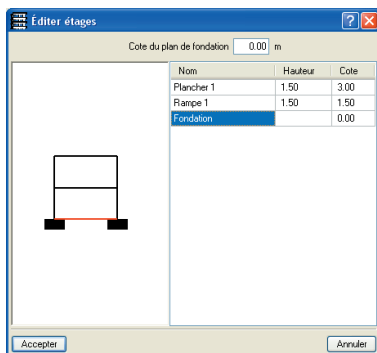 Éditer étages
Cote du plan de fondation 0.00 m
Nom Hauteur Cote
Plancher 1 1.50 3.00
Rampe 1 1.50 1.50
Fondation 0.00
Accepter Annuler